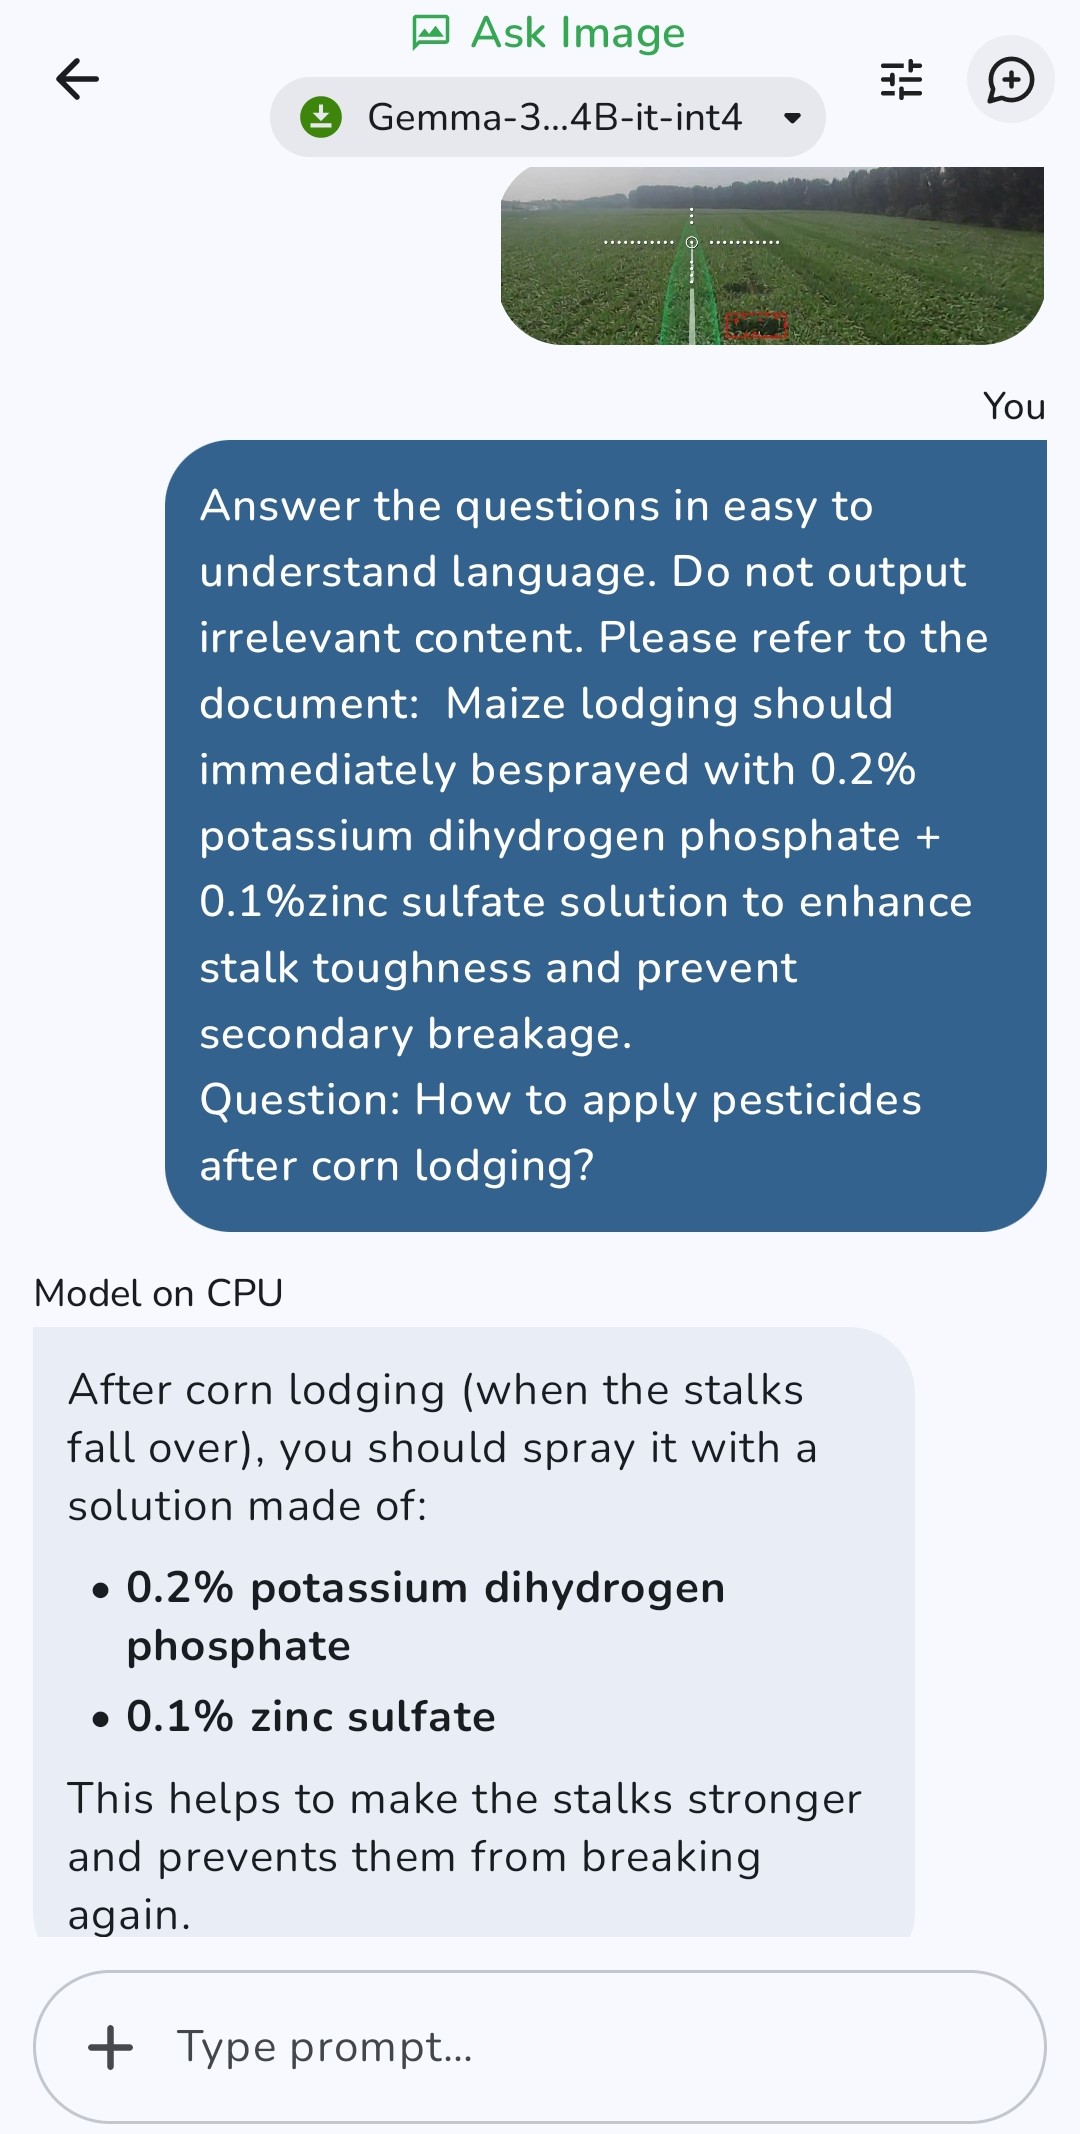 Ask Image
Gemma-3...4B-it-int4
You
Answer the questions in easy to
understand language. Do not output
irrelevant content. Please refer to the
document:  Maize lodging should
immediately besprayed with 0.2%
potassium dihydrogen phosphate +
0.1%zinc sulfate solution to enhance
stalk toughness and prevent
secondary breakage.
Question: How to apply pesticides
after corn lodging?
Model on CPU
After corn lodging (when the stalks
fall over), you should spray it with a
solution made of:
• 0.2% potassium dihydrogen
phosphate
• 0.1% zinc sulfate
This helps to make the stalks stronger
and prevents them from breaking
again.
Type prompt...